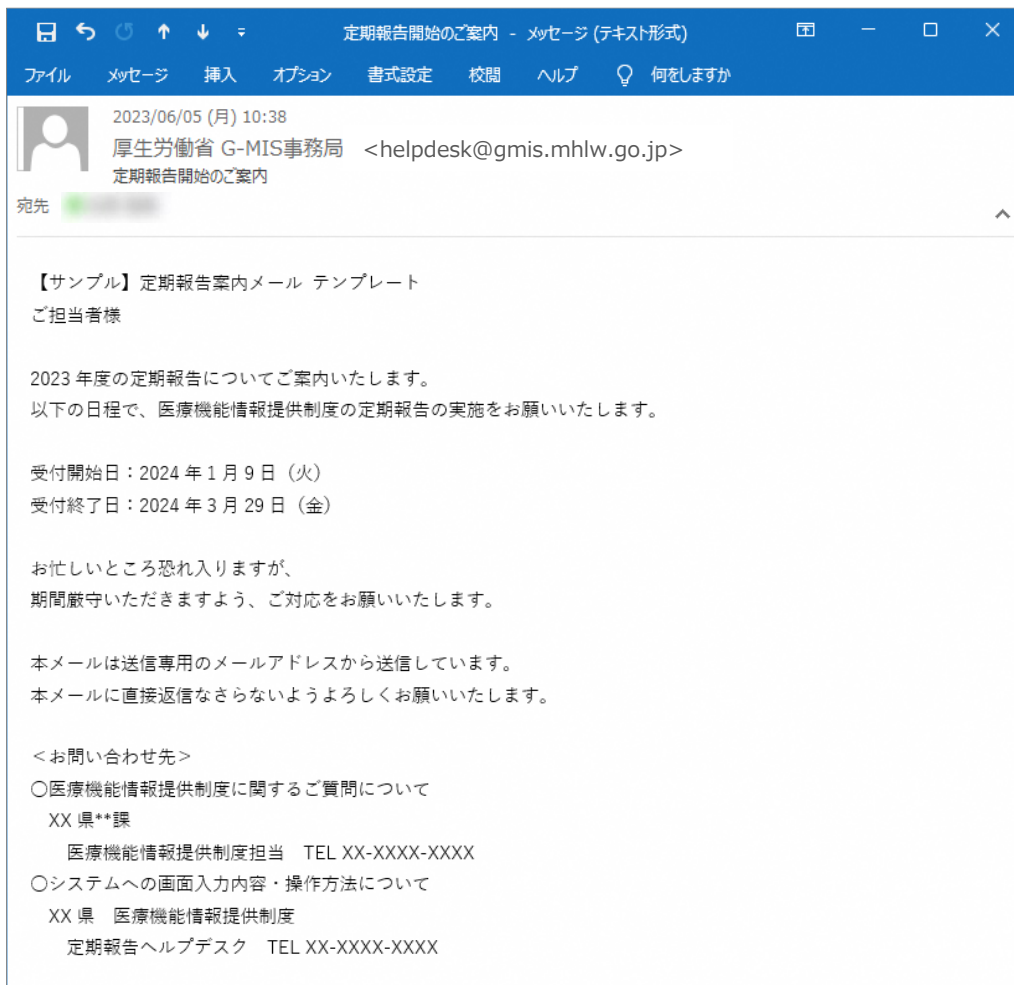 定期報告開始のご案内 - メッセージ (テキスト形式)
ファイル メッセージ 挿入 オプション 書式設定 校閲 ヘルプ 何をしますか
2023/06/05 (月) 10:38
厚生労働省 G-MIS事務局 <helpdesk@gmis.mhlw.go.jp>
定期報告開始のご案内
宛先
【サンプル】定期報告案内メール テンプレート
ご担当者様
2023 年度の定期報告についてご案内いたします。
以下の日程で、医療機能情報提供制度の定期報告の実施をお願いいたします。
受付開始日：2024 年 1 月 9 日（火）
受付終了日：2024 年 3 月 29 日（金）
お忙しいところ恐れ入りますが、
期間厳守いただきますよう、ご対応をお願いいたします。
本メールは送信専用のメールアドレスから送信しています。
本メールに直接返信なさらないようよろしくお願いいたします。
＜お問い合わせ先＞
○医療機能情報提供制度に関するご質問について
XX 県**課
医療機能情報提供制度担当 TEL XX-XXXX-XXXX
○システムへの画面入力内容・操作方法について
XX 県 医療機能情報提供制度
定期報告ヘルプデスク TEL XX-XXXX-XXXX